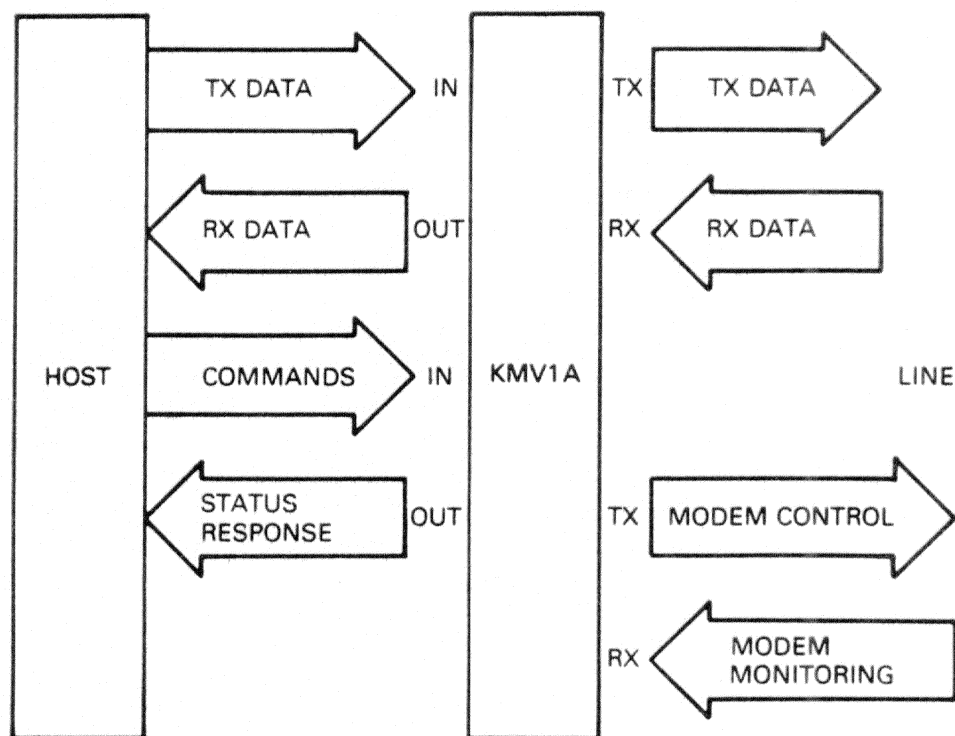 TX DATA IN TX TX DATA
RX DATA OUT RX RX DATA
HOST COMMANDS IN KMV1A LINE
STATUS
RESPONSE OUT TX MODEM CONTROL
RX MODEM
MONITORING